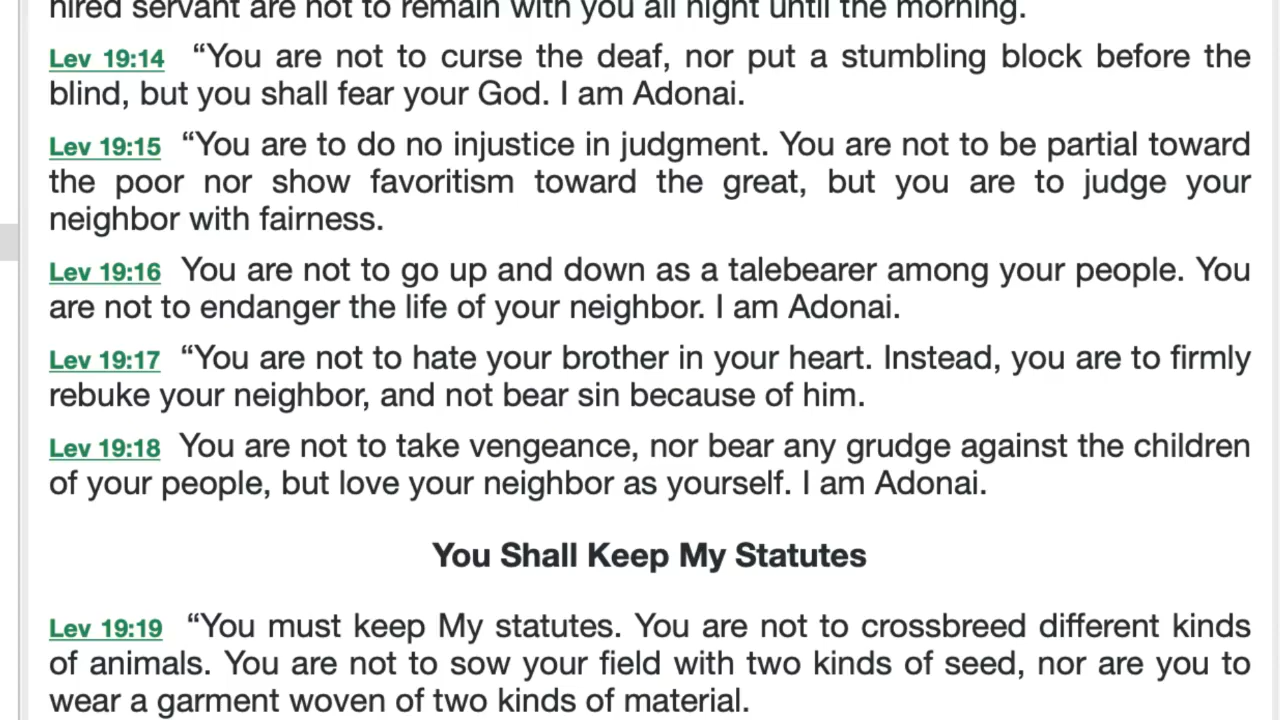 hired servant are not to remain with you all night until the morning.
Lev 19:14 “You are not to curse the deaf, nor put a stumbling block before the
blind, but you shall fear your God. I am Adonai.
Lev 19:15 “You are to do no injustice in judgment. You are not to be partial toward
the poor nor show favoritism toward the great, but you are to judge your
neighbor with fairness.
Lev 19:16 You are not to go up and down as a talebearer among your people. You
are not to endanger the life of your neighbor. I am Adonai.
Lev 19:17 “You are not to hate your brother in your heart. Instead, you are to firmly
rebuke your neighbor, and not bear sin because of him.
Lev 19:18 You are not to take vengeance, nor bear any grudge against the children
of your people, but love your neighbor as yourself. I am Adonai.
You Shall Keep My Statutes
Lev 19:19 “You must keep My statutes. You are not to crossbreed different kinds
of animals. You are not to sow your field with two kinds of seed, nor are you to
wear a garment woven of two kinds of material.